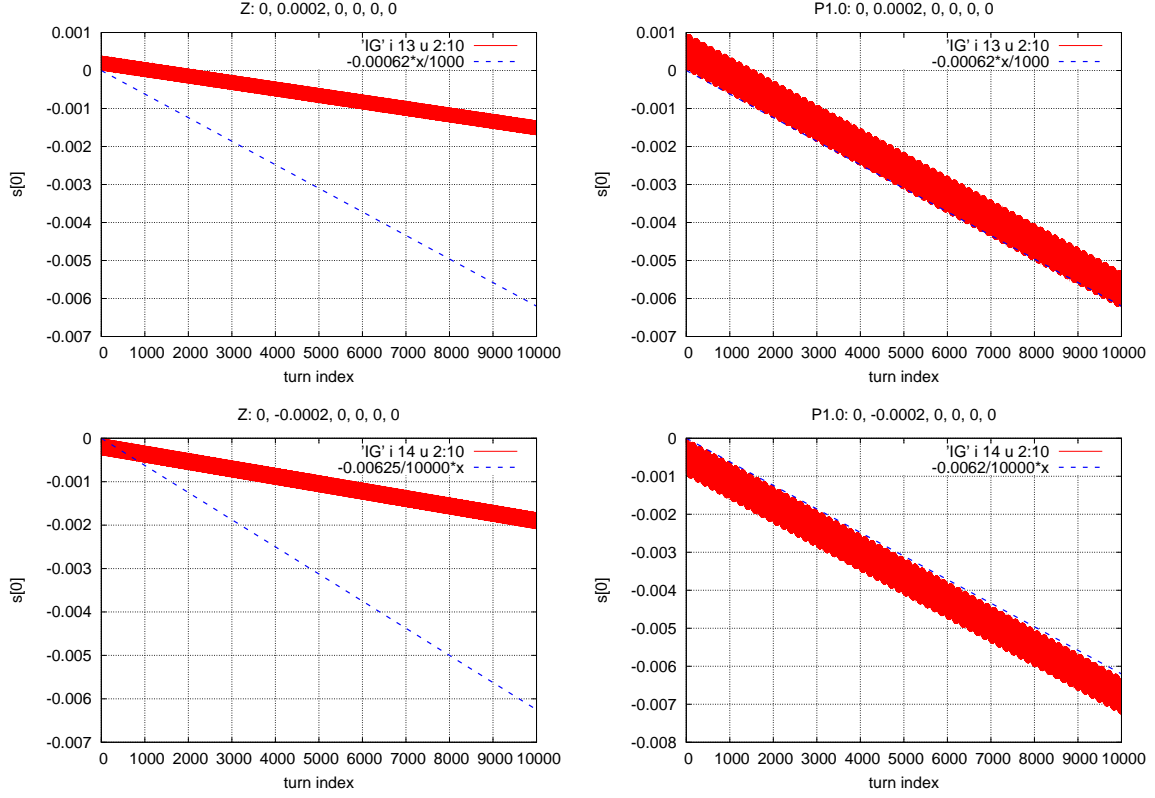 Z: 0, 0.0002, 0, 0, 0, 0
0.001
0
-0.001
-0.002
-0.003
-0.004
-0.005
-0.006
-0.007
s[0]
'IG' i 13 u 2:10
-0.00062*x/1000
0 1000 2000 3000 4000 5000 6000 7000 8000 9000 10000
turn index
P1.0: 0, 0.0002, 0, 0, 0, 0
0.001
0
-0.001
-0.002
-0.003
-0.004
-0.005
-0.006
-0.007
s[0]
'IG' i 13 u 2:10
-0.00062*x/1000
0 1000 2000 3000 4000 5000 6000 7000 8000 9000 10000
turn index
Z: 0, -0.0002, 0, 0, 0, 0
0
-0.001
-0.002
-0.003
-0.004
-0.005
-0.006
-0.007
s[0]
'IG' i 14 u 2:10
-0.00625/10000*x
0 1000 2000 3000 4000 5000 6000 7000 8000 9000 10000
turn index
P1.0: 0, -0.0002, 0, 0, 0, 0
0
-0.001
-0.002
-0.003
-0.004
-0.005
-0.006
-0.007
-0.008
s[0]
'IG' i 14 u 2:10
-0.0062/10000*x
0 1000 2000 3000 4000 5000 6000 7000 8000 9000 10000
turn index